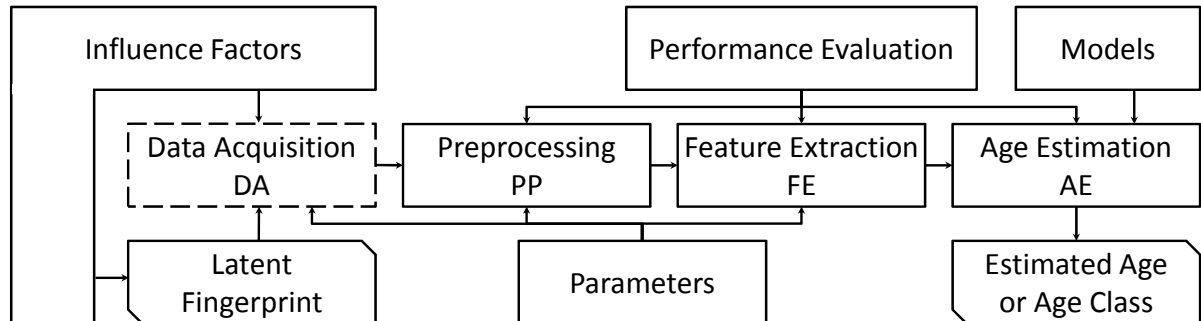 Influence Factors
Performance Evaluation
Models
Data Acquisition
DA
Preprocessing
PP
Feature Extraction
FE
Age Estimation
AE
Latent
Fingerprint
Parameters
Estimated Age
or Age Class